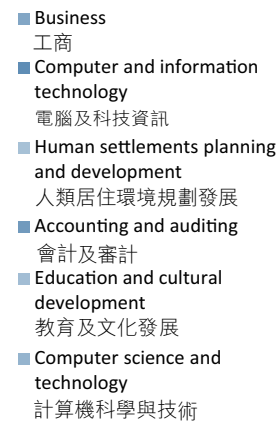 Business
工商
Computer and information
technology
電腦及科技資訊
Human settlements planning
and development
人類居住環境規劃發展
Accounting and auditing
會計及審計
Education and cultural
development
教育及文化發展
Computer science and
technology
計算機科學與技術